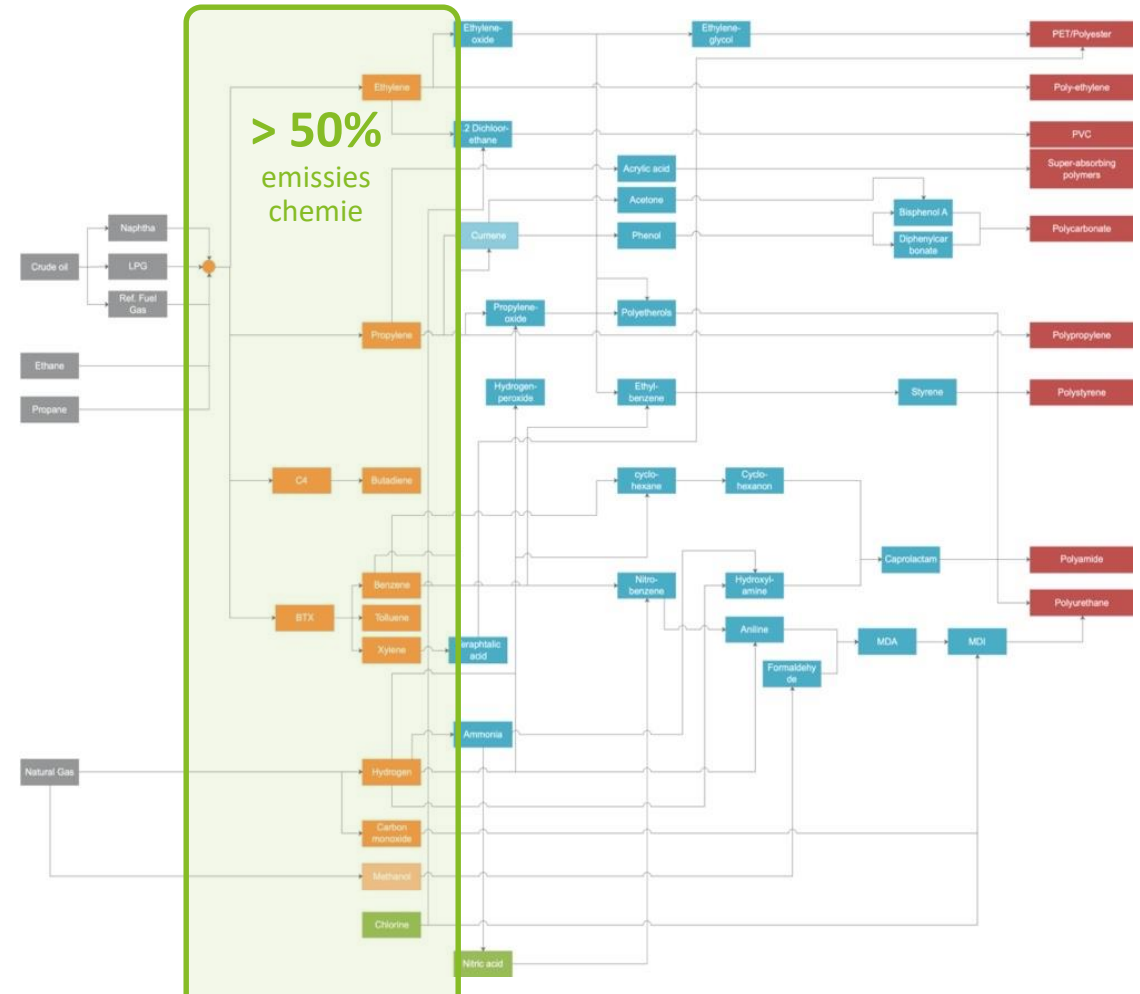 Ethylene-
oxide
Ethylene-
glycol
PET/Polyester
Ethylene
Poly-ethylene
> 50%
emissies
chemie
.2 Dichloor-
ethane
PVC
Acrylic acid
Super-absorbing
polymers
Acetone
Bisphenol A
Naphtha
Cumene
Phenol
Diphenylcar
bonate
Polycarbonate
Crude oil
LPG
Ref. Fuel
Gas
Propylene-
oxide
Polyetherols
Propylene
Polypropylene
Ethane
Hydrogen-
peroxide
Ethyl-
benzene
Styrene
Polystyrene
Propane
C4
Butadiene
cyclo-
hexane
Cyclo-
hexanon
Caprolactam
Polyamide
Benzene
Nitro-
benzene
Hydroxyl-
amine
Polyurethane
BTX
Tolluene
Aniline
Xylene
eraphtalic
acid
MDA
MDI
Formaldehy
de
Ammonia
Natural Gas
Hydrogen
Carbon
monoxide
Methanol
Chlorine
Nitric acid